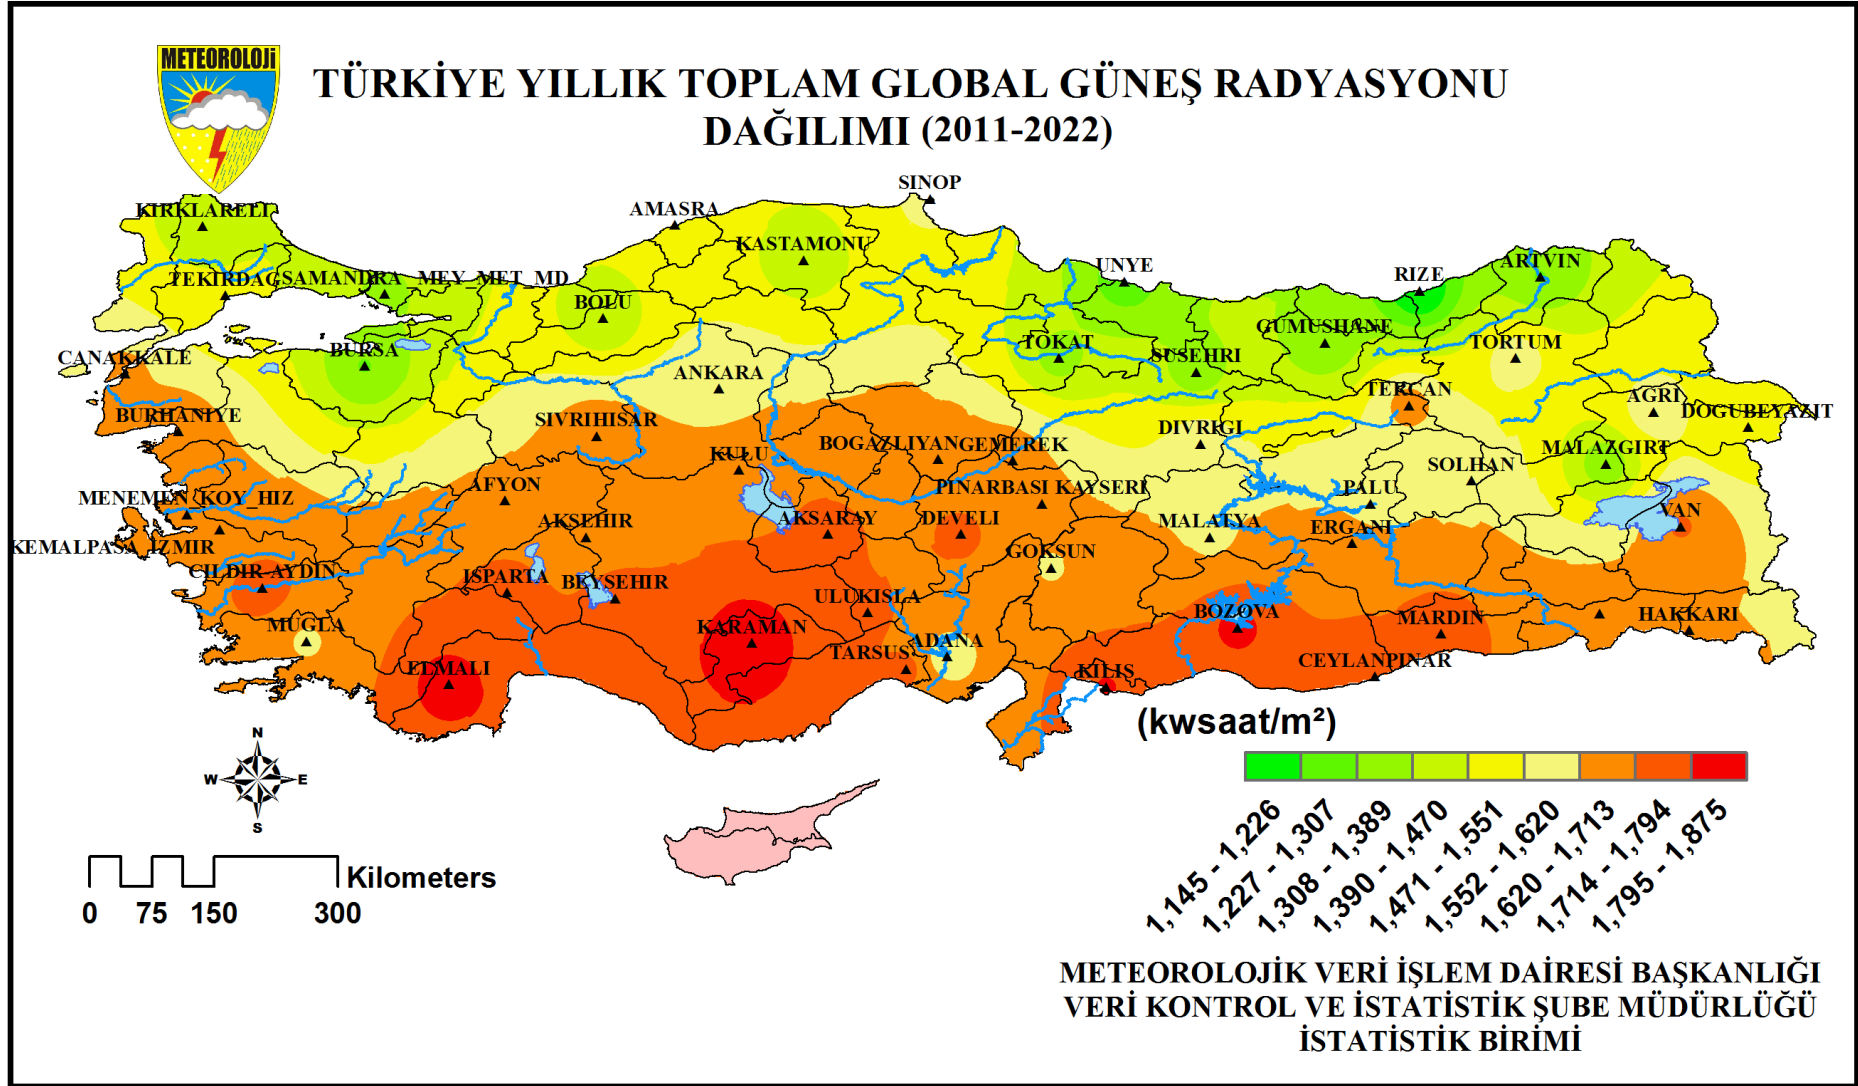 METEOROLOJİ
TÜRKİYE YILLIK TOPLAM GLOBAL GÜNEŞ RADYASYONU
DAĞILIMI (2011-2022)
SINOP
KIRKLARELI
AMASRA
KASTAMONU
ARTVIN
UNYE
RIZE
TEKIRDAG
SAMANDRA_MEY_MET_MD
BOLU
GUMUSHANE
TOKAT
TORTUM
BURSA
CANAKKALE
SUSEHRI
ANKARA
TERCAN
AGRI
DOGUBEYAZIT
BURHANIYE
SIVRIHISAR
DIVRIGI
BOGAZLIYAN
GEMEREK
MALAZGIRT
KULU
SOLHAN
AFYON
PINARBASI KAYSERI
PALU
MENEMEN_KOY_HIZ
VAN
AKSARAY
DEVELI
AKSEHIR
MALATYA
ERGANI
KEMALPASA_IZMIR
GOKSUN
CILDIR-AYDIN
ISPARTA
BEYSEHIR
ULUKISLA
BOZOVA
MARDIN
HAKKARI
MUGLA
KARAMAN
ADANA
TARSUS
CEYLANPINAR
ELMALI
KILIS
(kwsaat/m²)
N
W E
S
1,145 - 1,226
1,227 - 1,307
1,308 - 1,389
1,390 - 1,470
1,471 - 1,551
1,552 - 1,620
1,620 - 1,713
1,714 - 1,794
1,795 - 1,875
Kilometers
0 75 150 300
METEOROLOJİK VERİ İŞLEM DAİRESİ BAŞKANLIĞI
VERİ KONTROL VE İSTATİSTİK ŞUBE MÜDÜRLÜĞÜ
İSTATİSTİK BİRİMİ